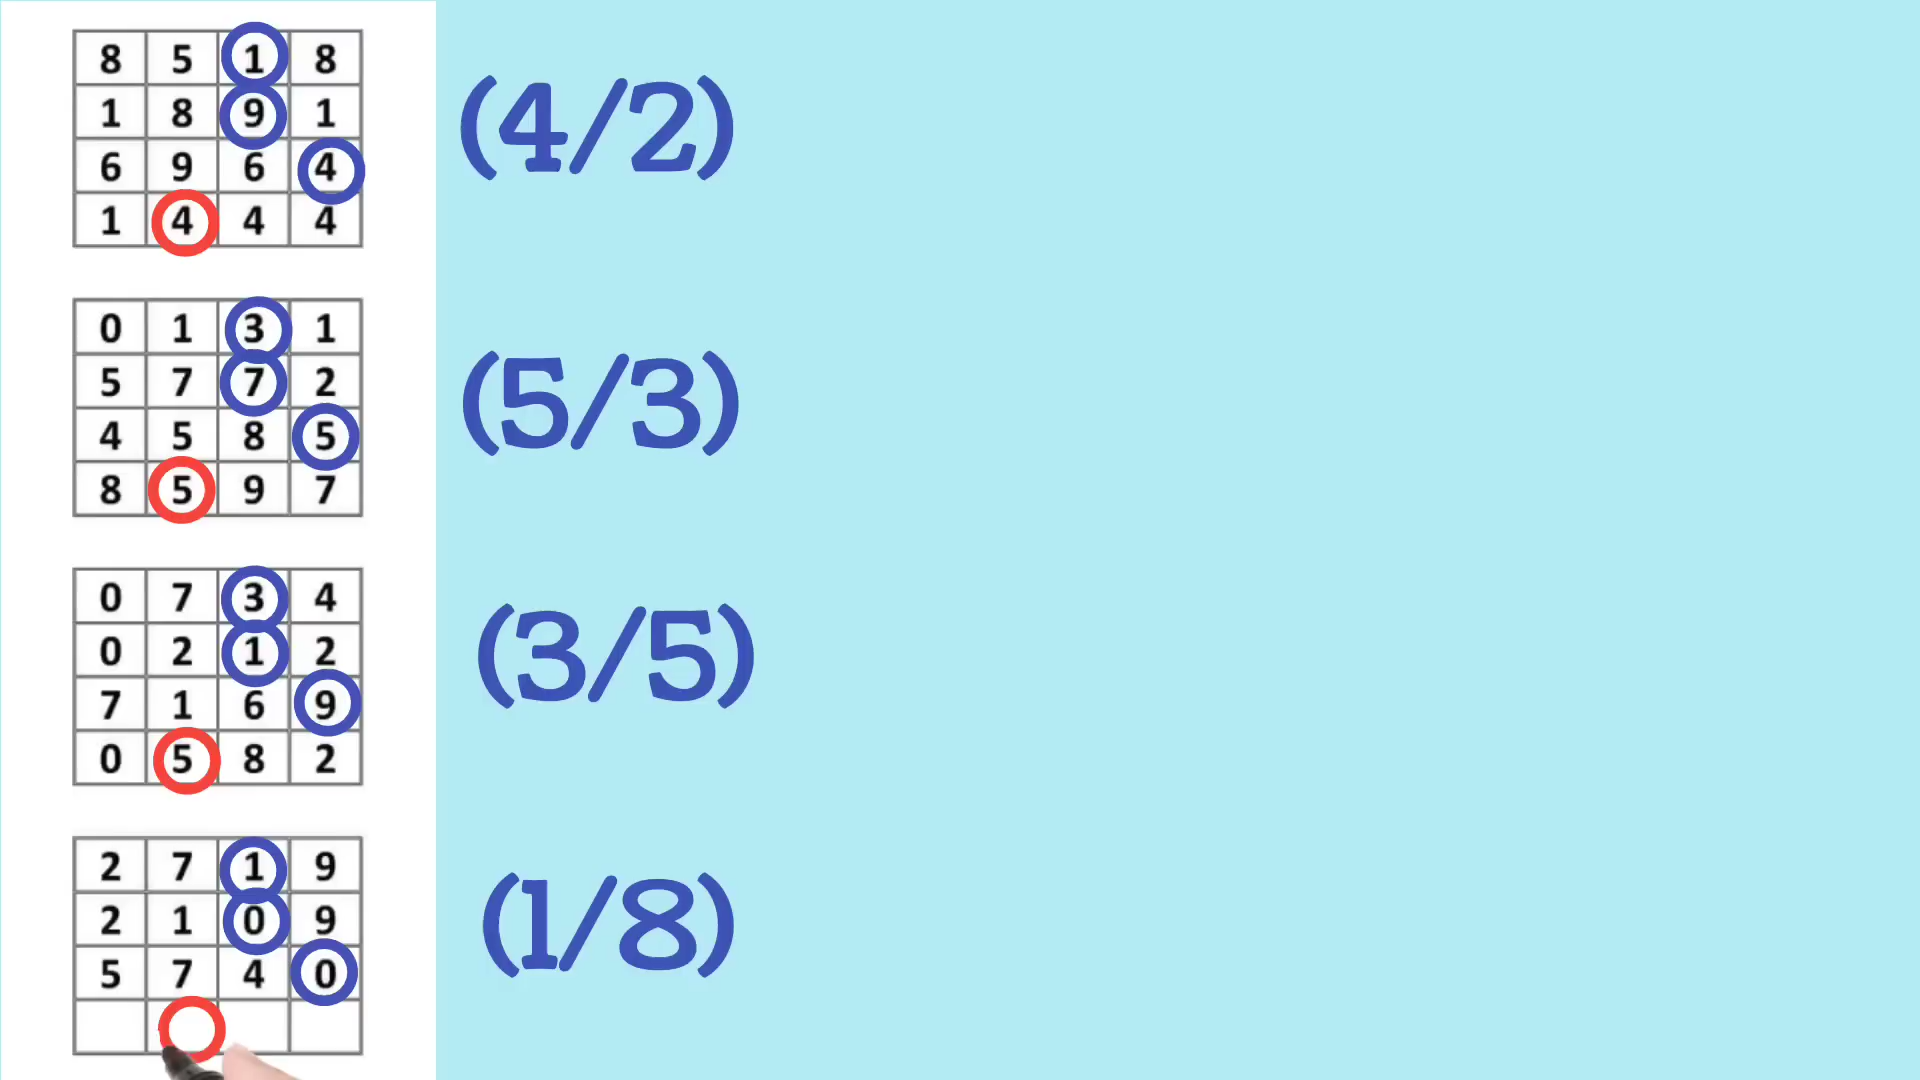 8 5 1 8
1 8 9 1
6 9 6 4
1 4 4 4
(4/2)
0 1 3 1
5 7 7 2
4 5 8 5
8 5 9 7
(5/3)
0 7 3 4
0 2 1 2
7 1 6 9
0 5 8 2
(3/5)
2 7 1 9
2 1 0 9
5 7 4 0
(1/8)